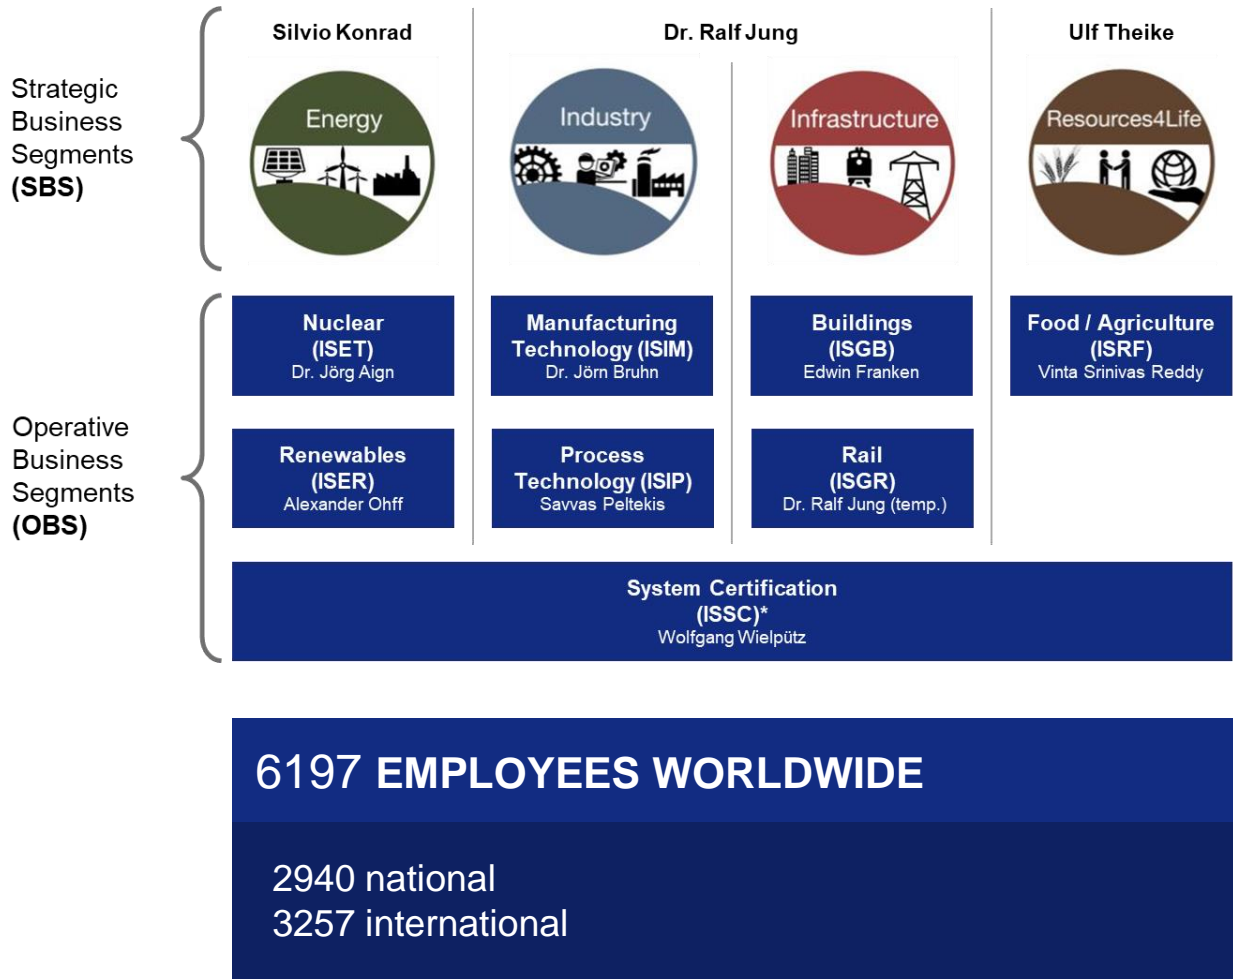 Silvio Konrad
Dr. Ralf Jung
Ulf Theike
Strategic
Business
Segments
(SBS)
Energy
Industry
Infrastructure
Resources4Life
Operative
Business
Segments
(OBS)
Nuclear
(ISET)
Dr. Jörg Aign
Manufacturing
Technology (ISIM)
Dr. Jörn Bruhn
Buildings
(ISGB)
Edwin Franken
Food / Agriculture
(ISRF)
Vinta Srinivas Reddy
Renewables
(ISER)
Alexander Ohff
Process
Technology (ISIP)
Savvas Peltekis
Rail
(ISGR)
Dr. Ralf Jung (temp.)
System Certification
(ISSC)*
Wolfgang Wielpütz
6197 EMPLOYEES WORLDWIDE
2940 national
3257 international